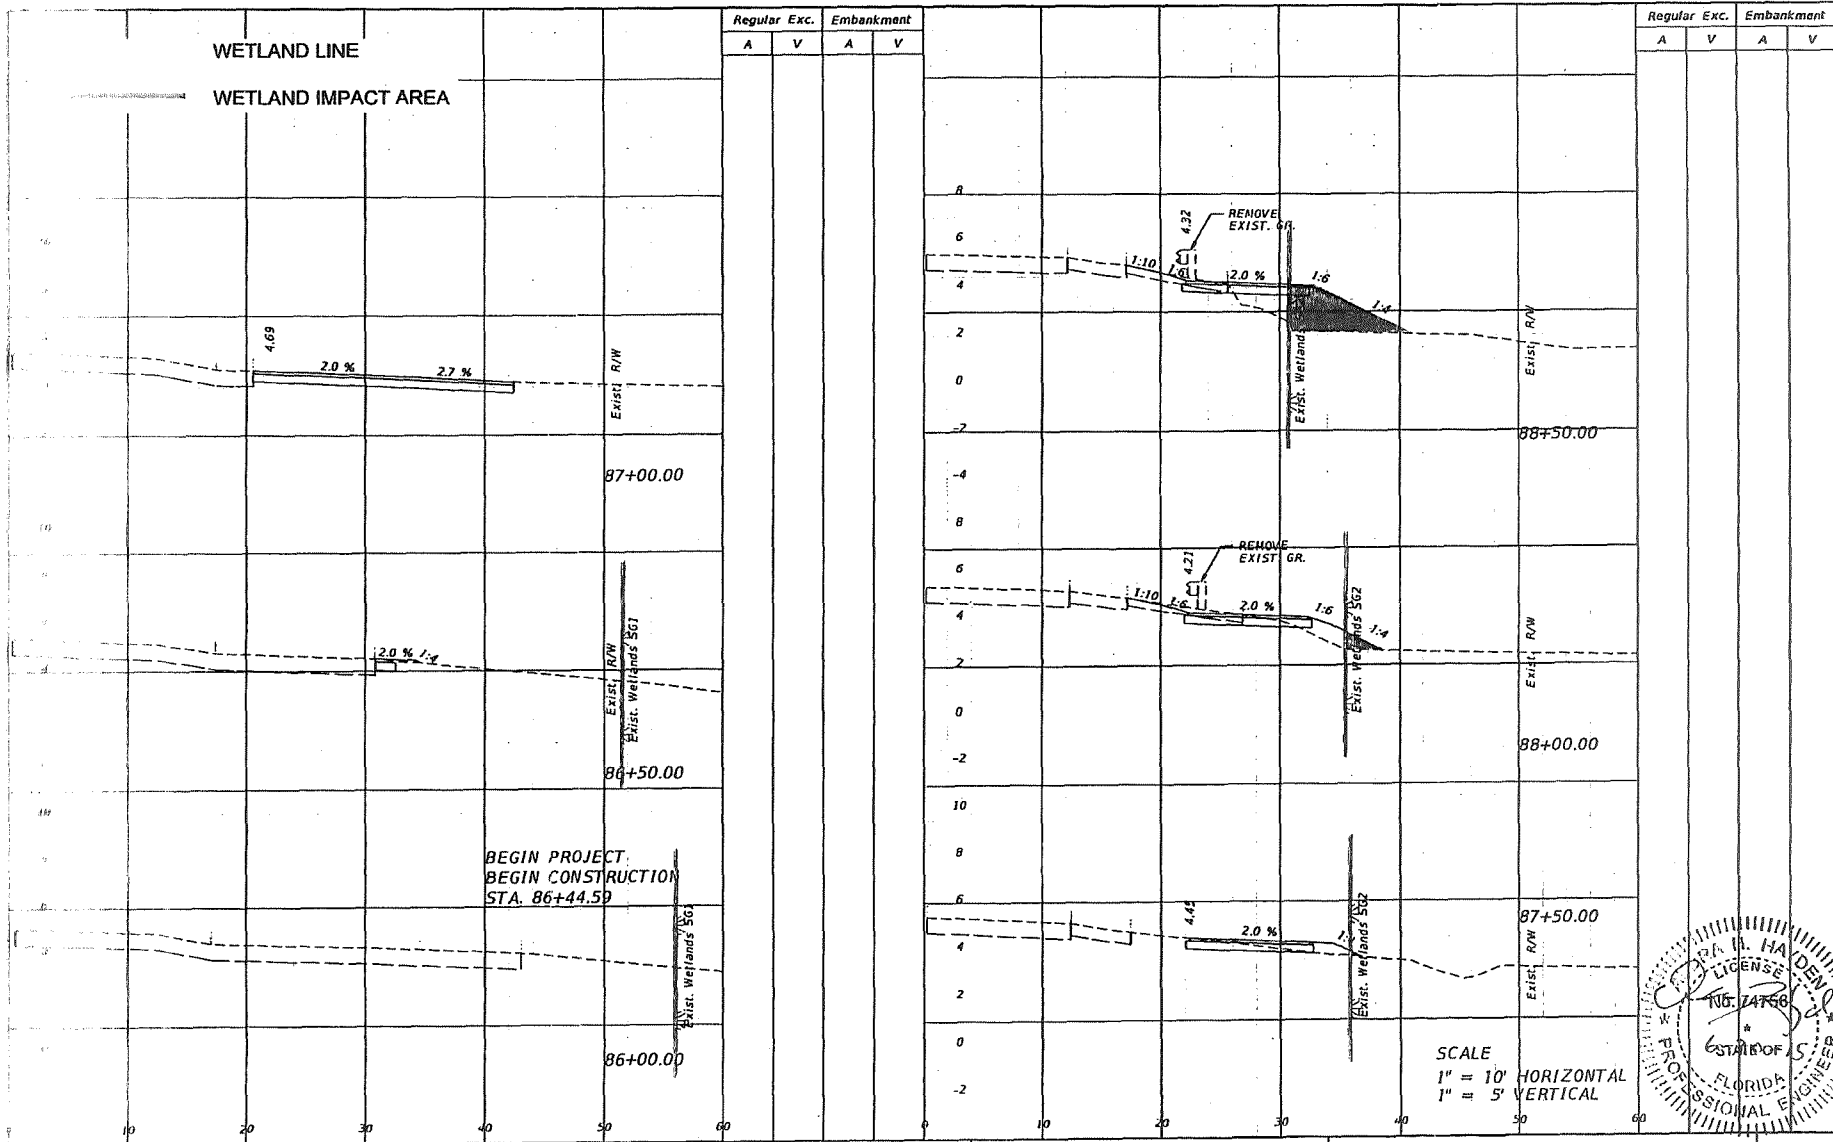 WETLAND LINE
WETLAND IMPACT AREA
Regular Exc. Embankment
A V A V
4.69
2.0 % 2.7 %
Exist. R/W
87+00.00
2.0 % 1:4
Exist. R/W
Exist. Wetlands SG1
86+50.00
BEGIN PROJECT
BEGIN CONSTRUCTION
STA. 86+44.59
Exist. Wetlands SG1
86+00.00
10 20 30 40 50 60
Regular Exc. Embankment
A V A V
8
6
4
2
0
-2
-4
4.32
REMOVE
EXIST. GR.
1:10 1:6 2.0 % 1:6 1:4
Exist. Wetlands
Exist. R/W
88+50.00
8
6
4
2
0
-2
4.21
REMOVE
EXIST. GR.
1:10 1:6 2.0 % 1:6 1:4
Exist. Wetlands SG2
Exist. R/W
88+00.00
10
8
6
4
2
0
-2
4.45
2.0 %
Exist. Wetlands SG2
Exist. R/W
87+50.00
SCALE
1" = 10' HORIZONTAL
1" = 5' VERTICAL
0 10 20 30 40 50 60
H. HAYDEN
LICENSE
No. 74758
*
STATE OF
FLORIDA
* PROFESSIONAL ENGINEER *